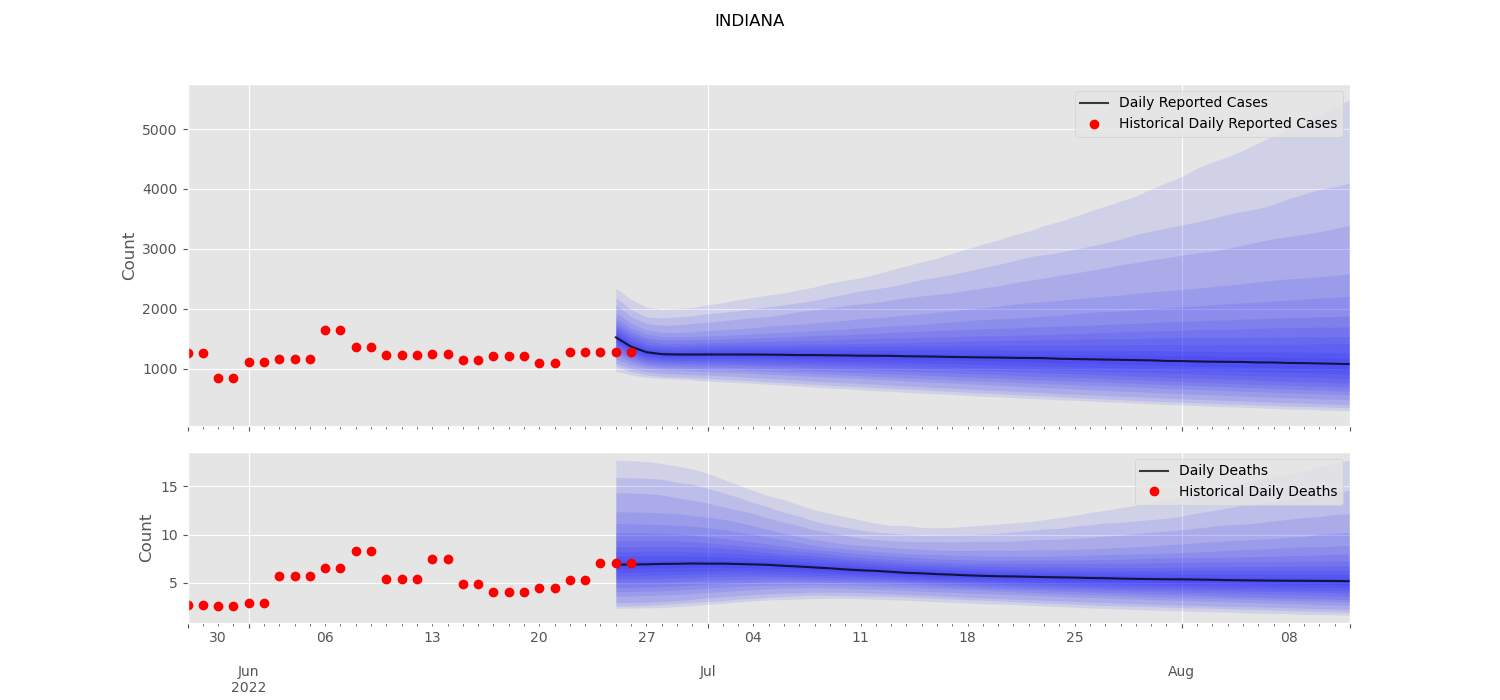 INDIANA
Daily Reported Cases
Historical Daily Reported Cases
5000
4000
3000
2000
1000
Count
Daily Deaths
Historical Daily Deaths
15
10
5
Count
30 06 13 20 27 04 11 18 25 08
Jun Jul Aug
2022